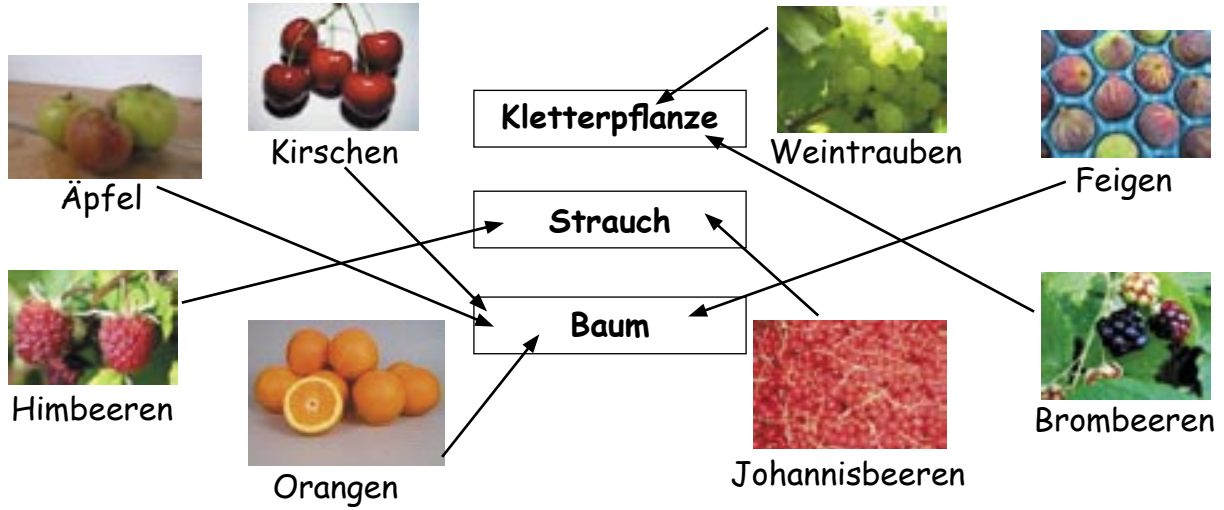 Kletterpflanze
Kirschen
Weintrauben
Feigen
Äpfel
Strauch
Baum
Himbeeren
Brombeeren
Johannisbeeren
Orangen